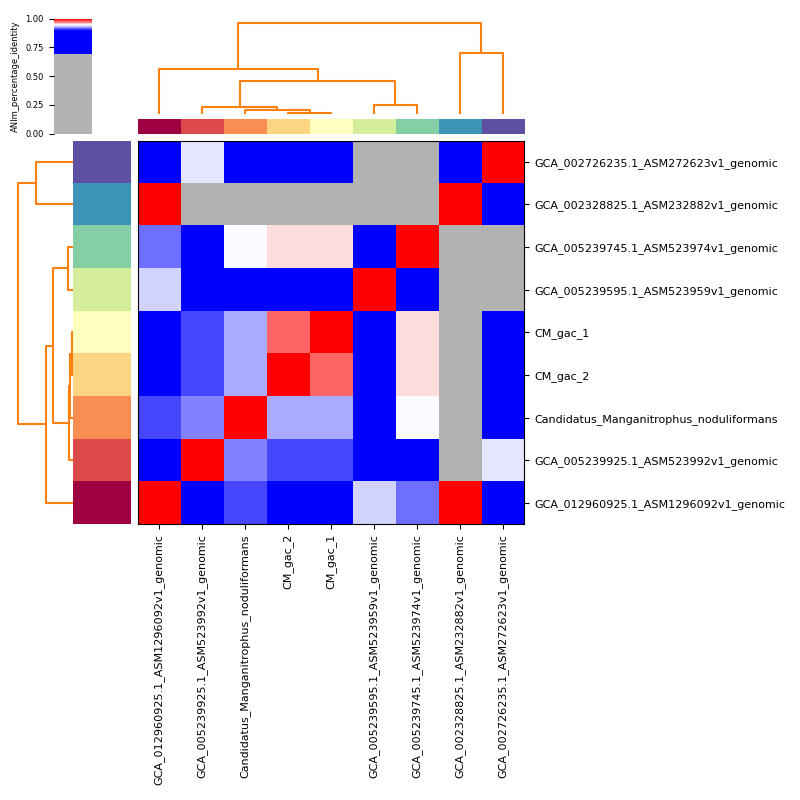 ANIm_percentage_identity
1.00
0.75
0.50
0.25
0.00
GCA_002726235.1_ASM272623v1_genomic
GCA_002328825.1_ASM232882v1_genomic
GCA_005239745.1_ASM523974v1_genomic
GCA_005239595.1_ASM523959v1_genomic
CM_gac_1
CM_gac_2
Candidatus_Manganitrophus_noduliformans
GCA_005239925.1_ASM523992v1_genomic
GCA_012960925.1_ASM1296092v1_genomic
GCA_012960925.1_ASM1296092v1_genomic
GCA_005239925.1_ASM523992v1_genomic
Candidatus_Manganitrophus_noduliformans
CM_gac_2
CM_gac_1
GCA_005239595.1_ASM523959v1_genomic
GCA_005239745.1_ASM523974v1_genomic
GCA_002328825.1_ASM232882v1_genomic
GCA_002726235.1_ASM272623v1_genomic